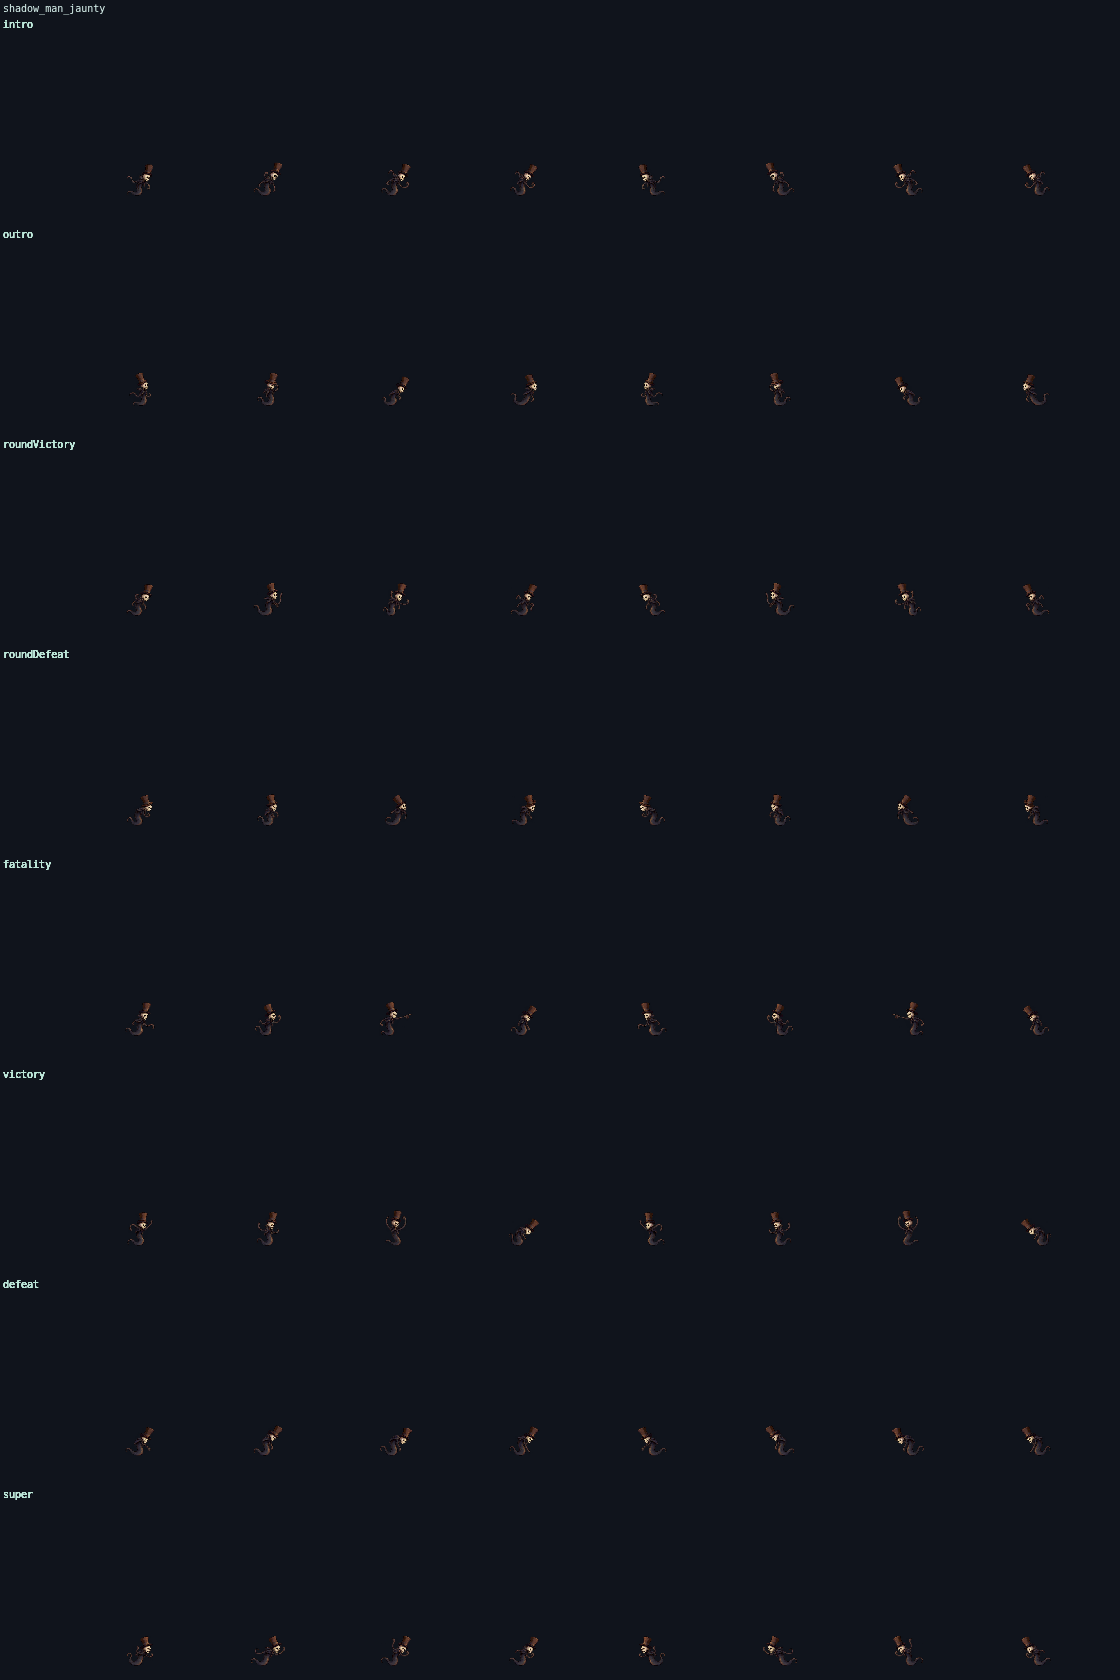 shadow_man_jaunty
intro
outro
roundVictory
roundDefeat
fatality
victory
defeat
super